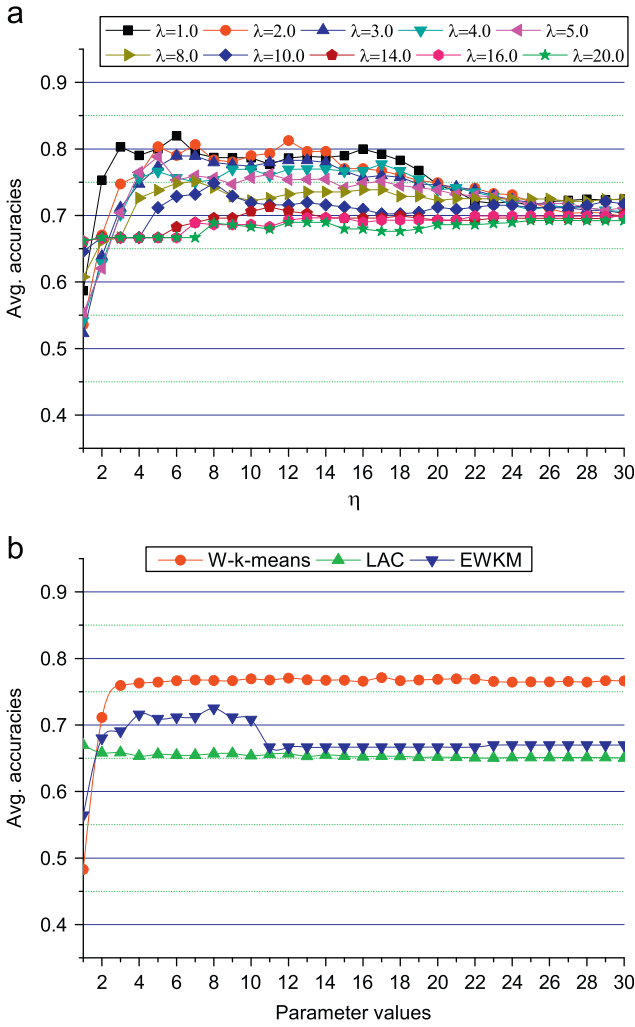 a
λ=1.0 λ=2.0 λ=3.0 λ=4.0 λ=5.0
λ=8.0 λ=10.0 λ=14.0 λ=16.0 λ=20.0
0.9
0.8
0.7
0.6
0.5
0.4
Avg. accuracies
2 4 6 8 10 12 14 16 18 20 22 24 26 28 30
η
b
W-k-means LAC EWKM
0.9
0.8
0.7
0.6
0.5
0.4
Avg. accuracies
2 4 6 8 10 12 14 16 18 20 22 24 26 28 30
Parameter values